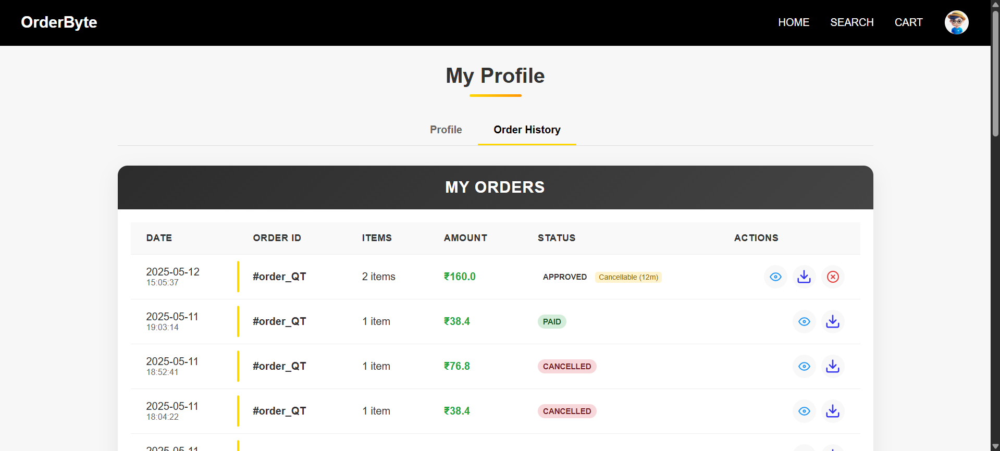 OrderByte
HOME SEARCH CART
My Profile
Profile Order History
MY ORDERS
DATE ORDER ID ITEMS AMOUNT STATUS ACTIONS
2025-05-12
15:05:37
#order_QT 2 items ₹160.0 APPROVED Cancellable (12m)
2025-05-11
19:03:14
#order_QT 1 item ₹38.4 PAID
2025-05-11
18:52:41
#order_QT 1 item ₹76.8 CANCELLED
2025-05-11
18:04:22
#order_QT 1 item ₹38.4 CANCELLED
2025-05-11